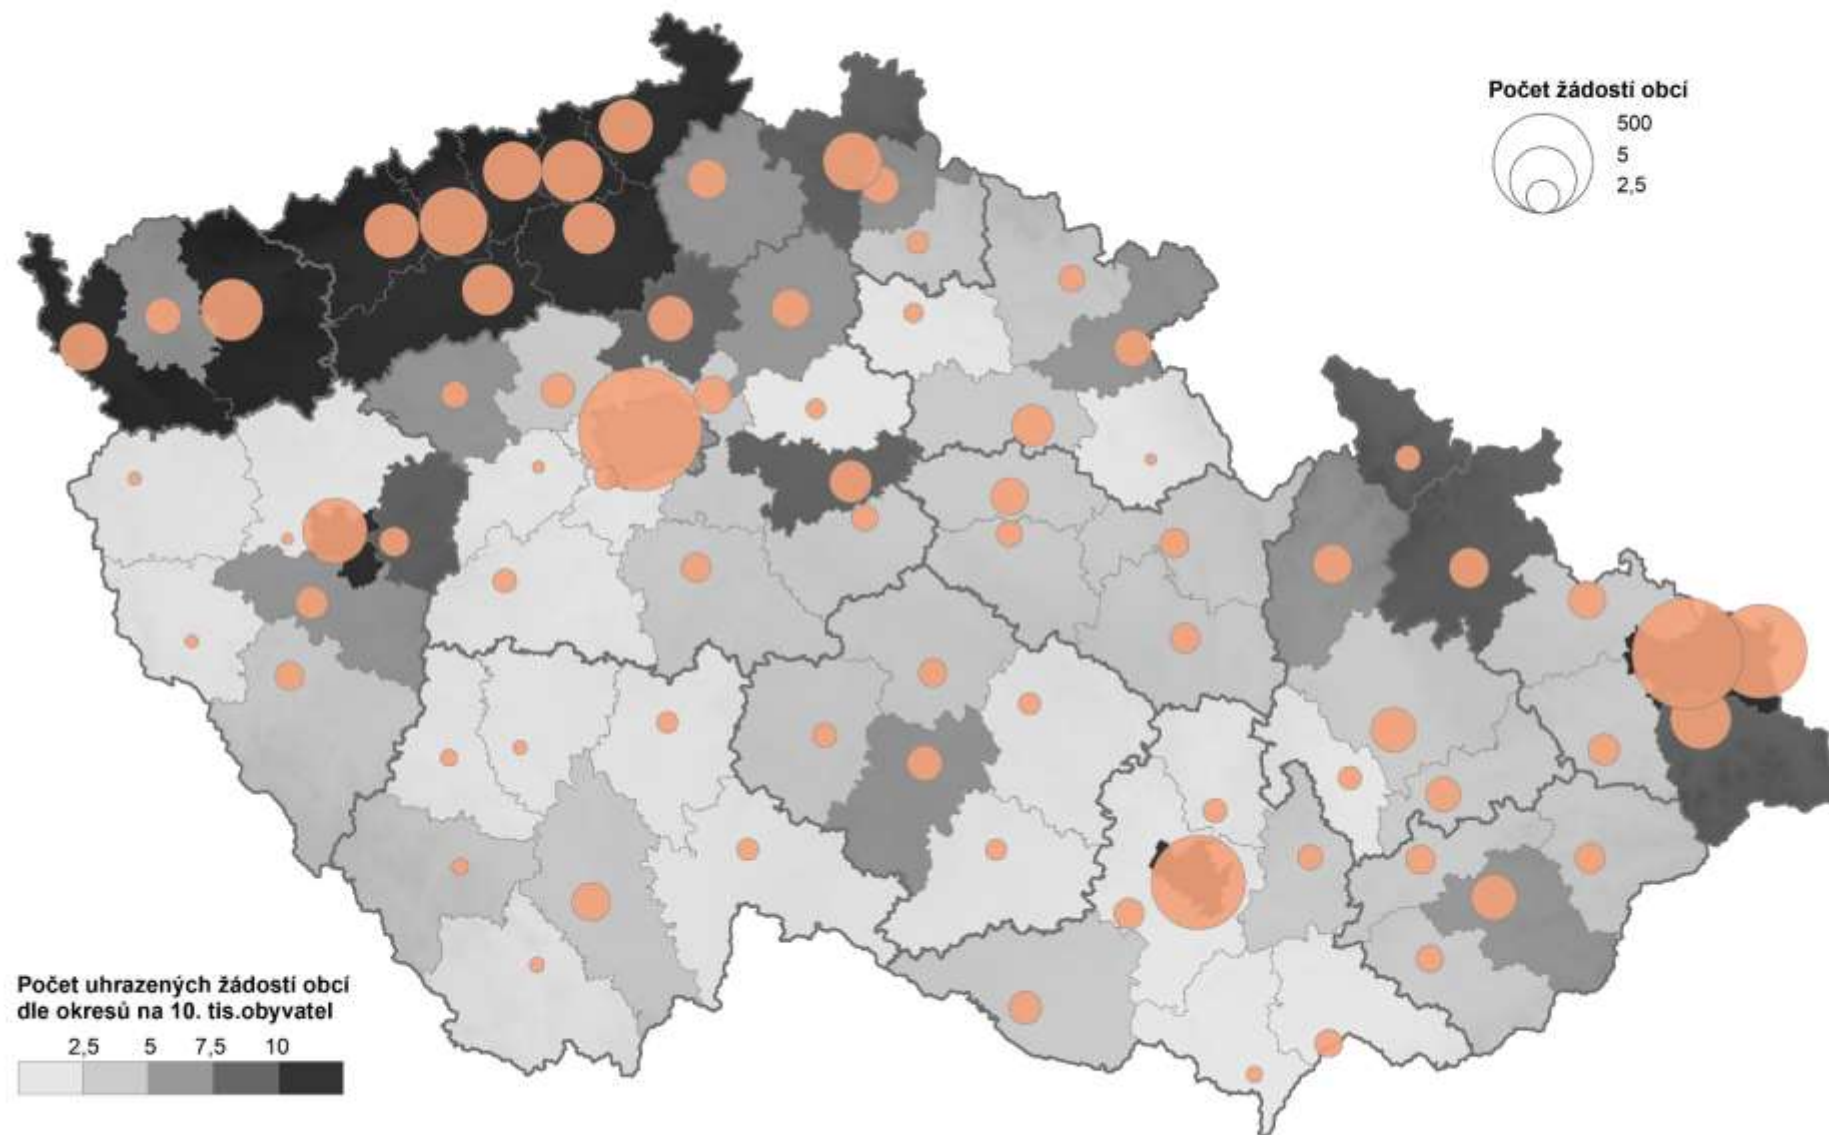 Počet žádostí obcí
500
5
2,5
Počet uhrazených žádostí obcí
dle okresů na 10. tis.obyvatel
2,5 5 7,5 10